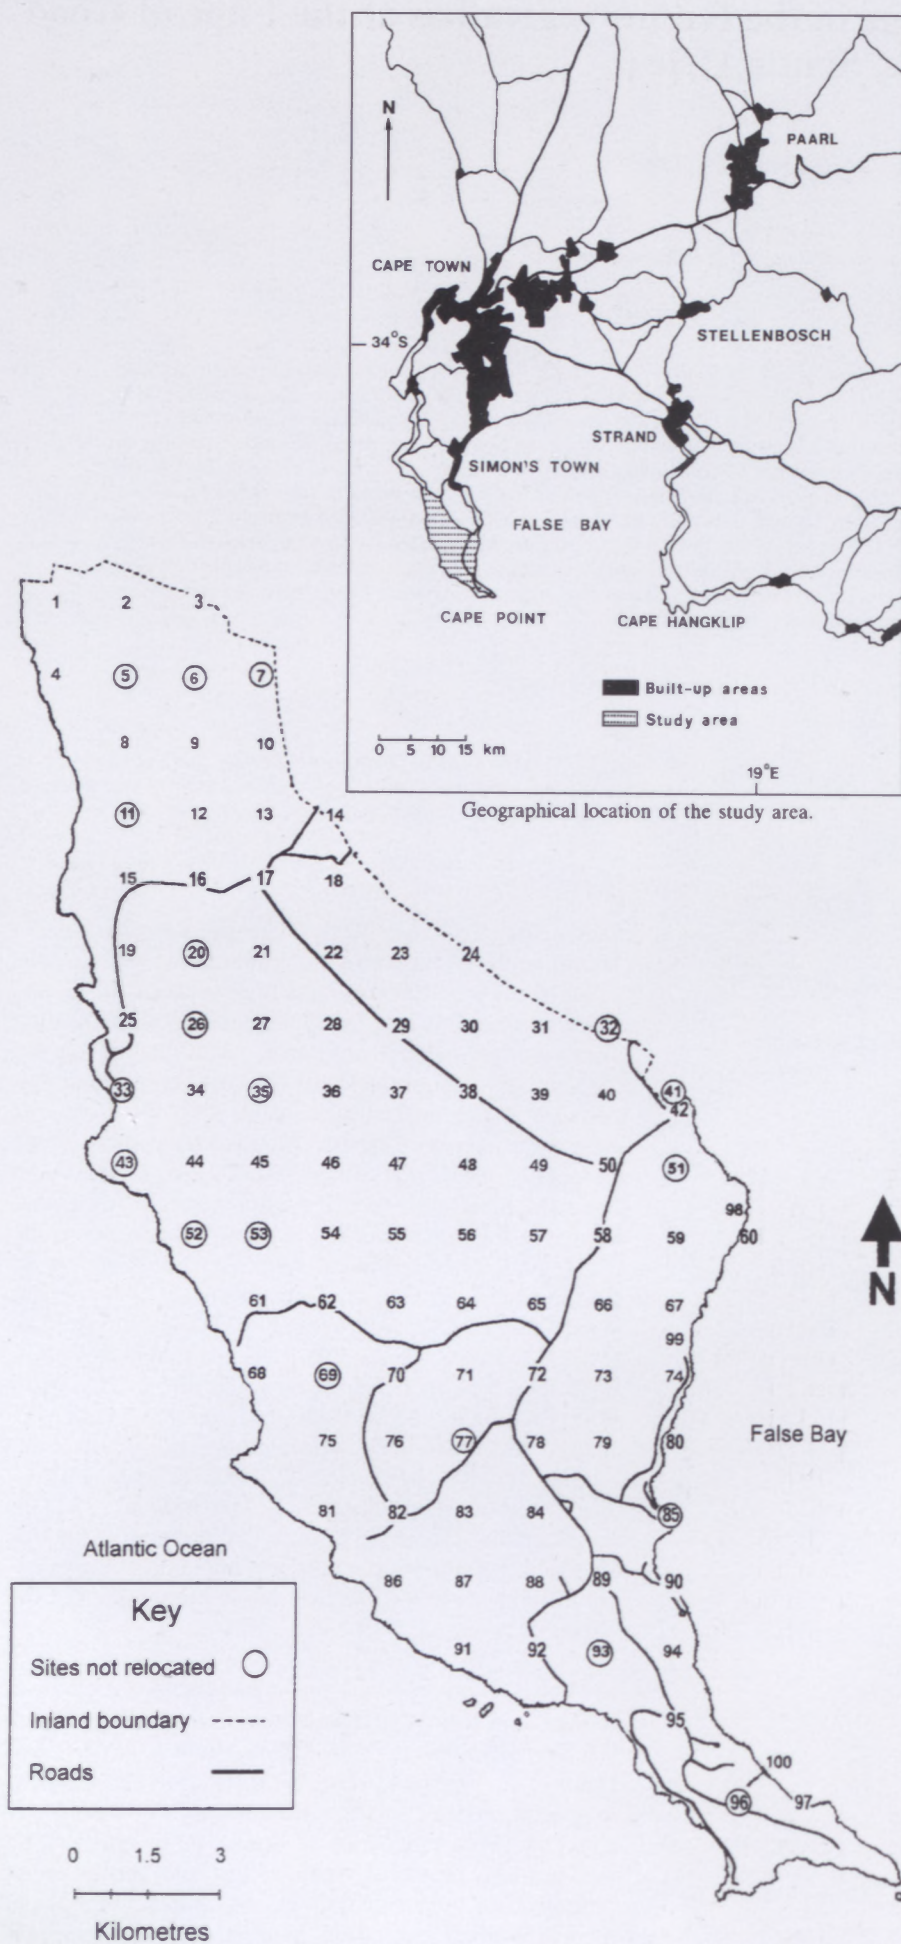 N
PAARL
CAPE TOWN
34°S
STELLENBOSCH
STRAND
SIMON'S TOWN
FALSE BAY
CAPE POINT
CAPE HANGKLIP
Built-up areas
Study area
0 5 10 15 km
19°E
Geographical location of the study area.
1 2 3
4 5 6 7
8 9 10
11 12 13 14
15 16 17 18
19 20 21 22 23 24
25 26 27 28 29 30 31 32
33 34 35 36 37 38 39 40 41
42
43 44 45 46 47 48 49 50 51
98
52 53 54 55 56 57 58 59 60
N
61 62 63 64 65 66 67
99
68 69 70 71 72 73 74
75 76 77 78 79 80
False Bay
81 82 83 84 85
Atlantic Ocean
86 87 88 89 90
91 92 93 94
95
100
96 97
Key
Sites not relocated
Inland boundary
Roads
0 1.5 3
Kilometres